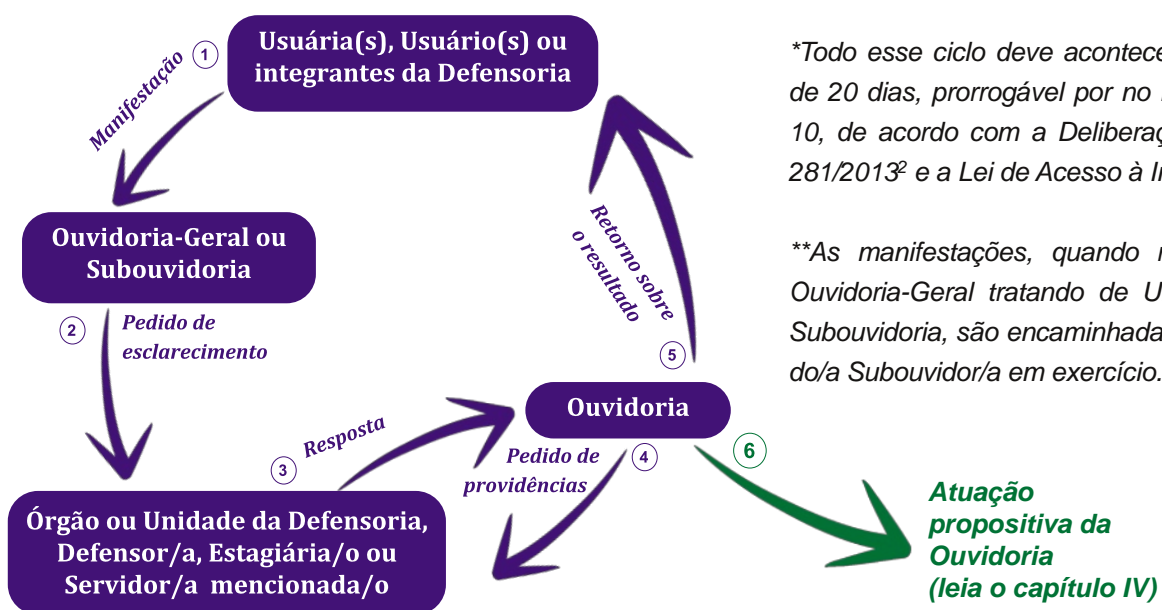 Usuária(s), Usuário(s) ou
integrantes da Defensoria
1
Manifestação
Ouvidoria-Geral ou
Subouvidoria
2
Pedido de
esclarecimento
Órgão ou Unidade da Defensoria,
Defensor/a, Estagiária/o ou
Servidor/a mencionada/o
3
Resposta
Ouvidoria
4
Pedido de
providências
5
Retorno sobre
o resultado
6
Atuação
propositiva da
Ouvidoria
(leia o capítulo IV)
*Todo esse ciclo deve acontece
de 20 dias, prorrogável por no
10, de acordo com a Deliberaç
281/2013² e a Lei de Acesso à I
**As manifestações, quando
Ouvidoria-Geral tratando de U
Subouvidoria, são encaminhada
do/a Subouvidor/a em exercício.